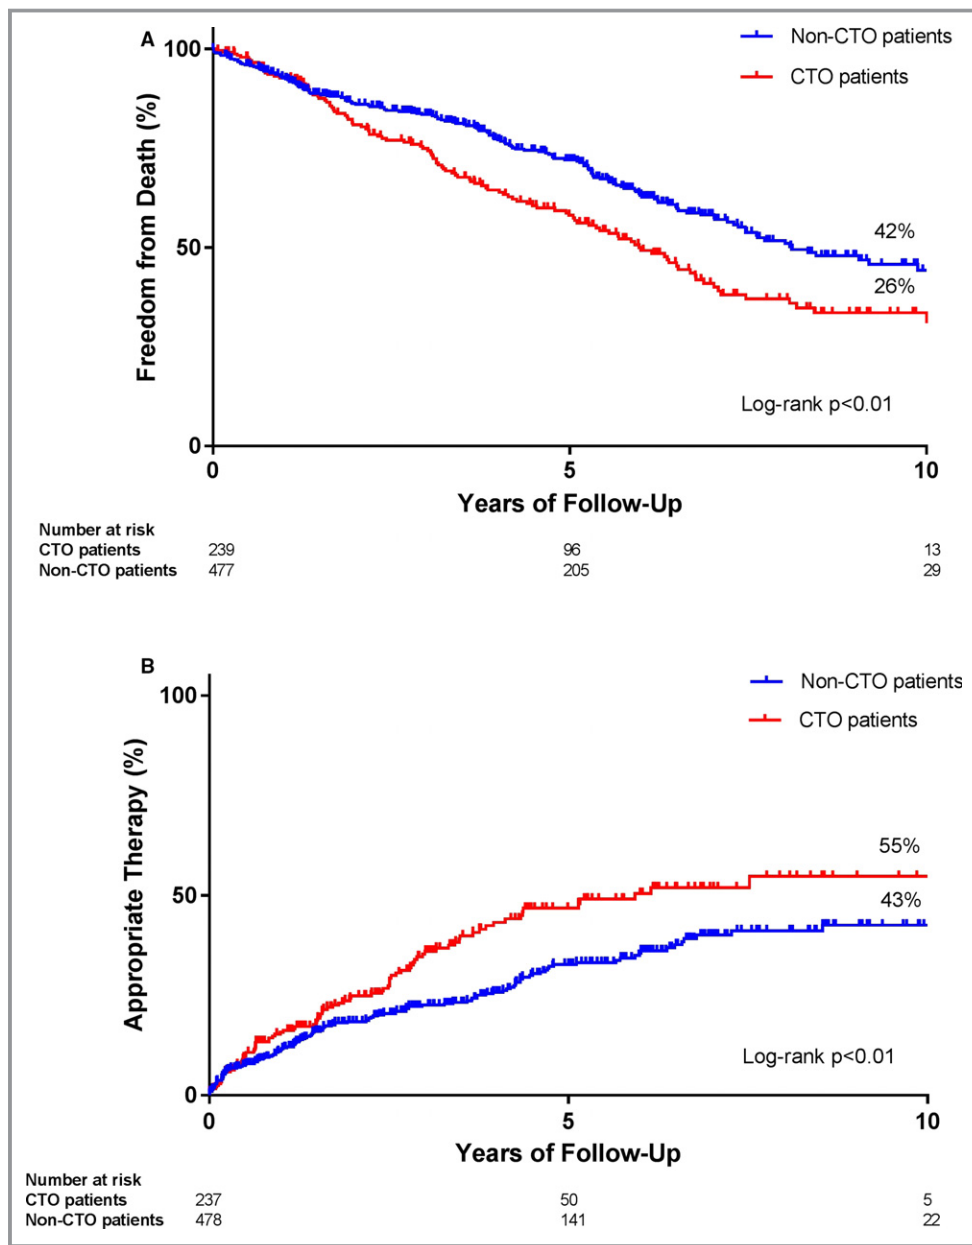 A
Non-CTO patients
CTO patients
Freedom from Death (%)
100
50
0
42%
26%
Log-rank p<0.01
0 5 10
Years of Follow-Up
Number at risk
CTO patients 239 96 13
Non-CTO patients 477 205 29
B
Non-CTO patients
CTO patients
Appropriate Therapy (%)
100
50
0
55%
43%
Log-rank p<0.01
0 5 10
Years of Follow-Up
Number at risk
CTO patients 237 50 5
Non-CTO patients 478 141 22